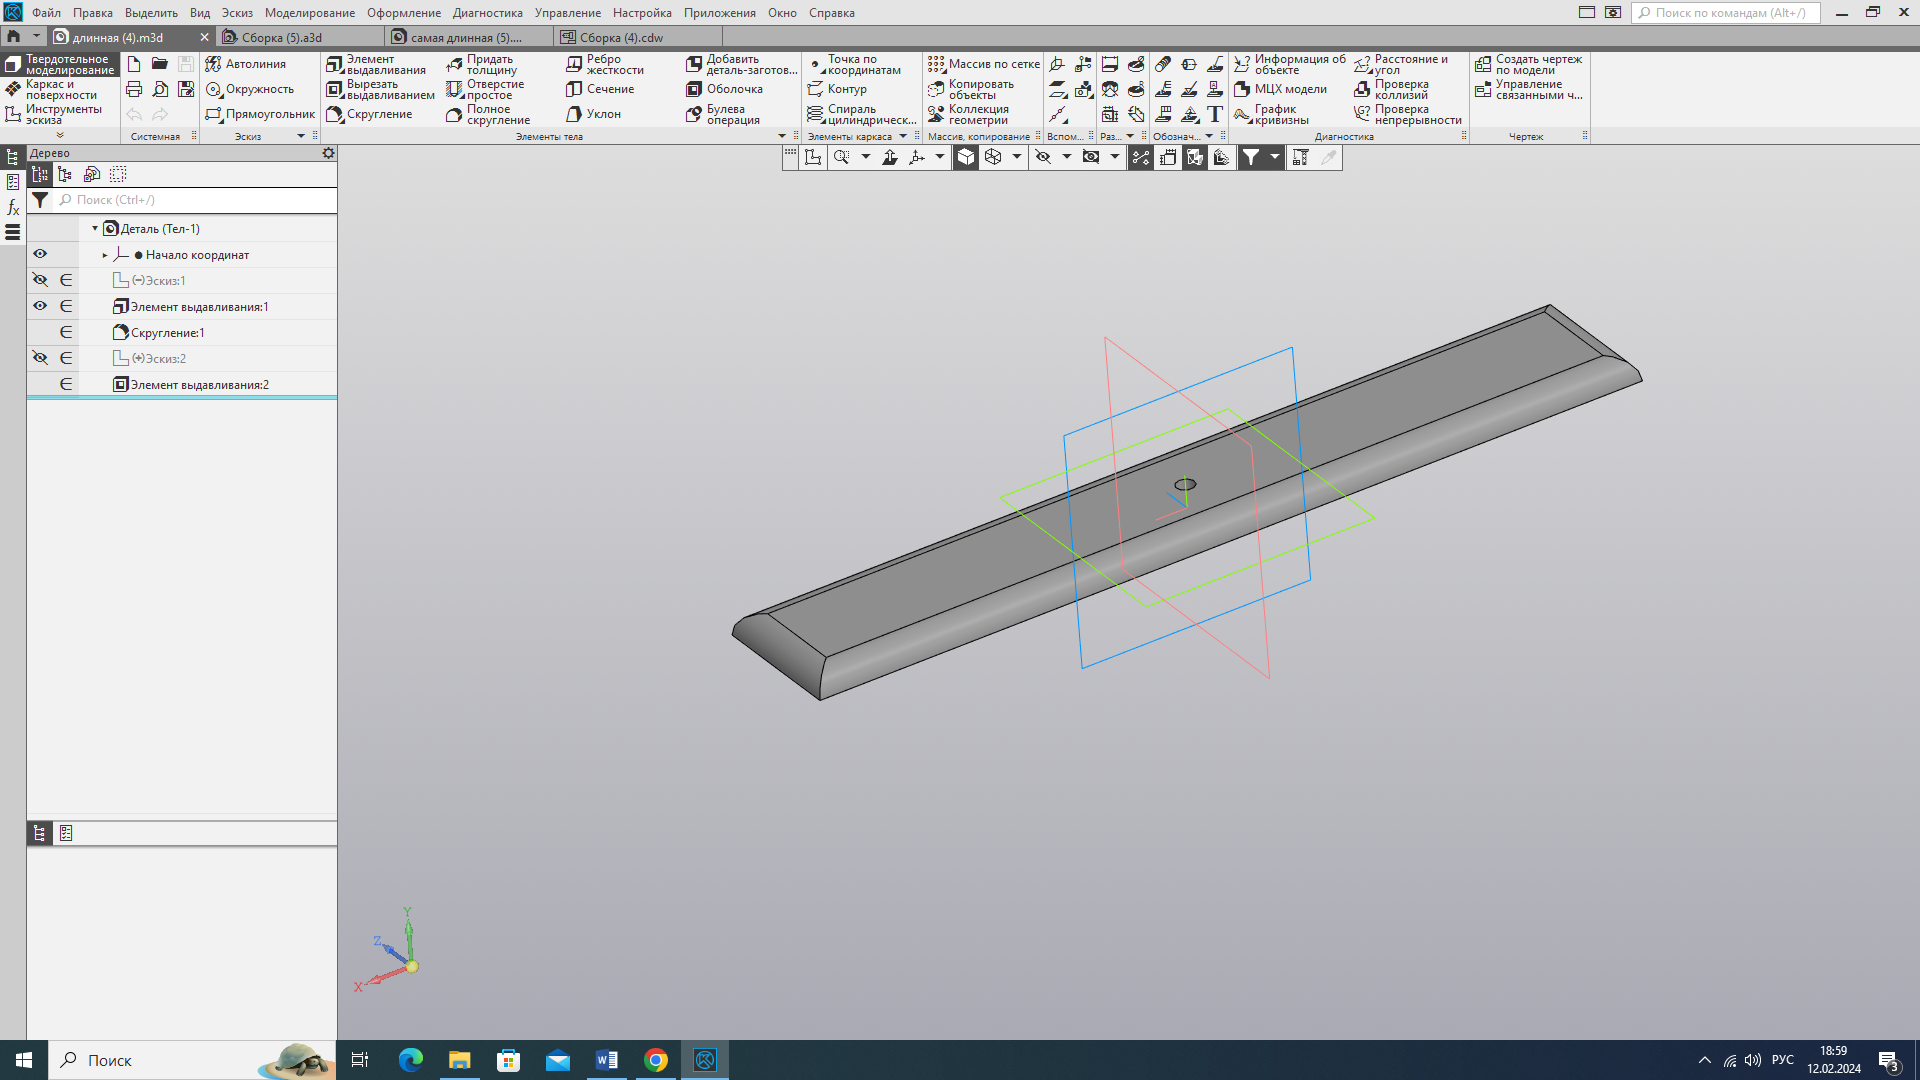 Файл Правка Выделить Вид Эскиз Моделирование Оформление Диагностика Управление Настройка Приложения Окно Справка
Поиск по командам (Alt+/)
длинная (4).m3d
Сборка (5).a3d
самая длинная (5)....
Сборка (4).cdw
Твердотельное моделирование
Каркас и поверхности
Инструменты эскиза
Системная
Автолиния
Окружность
Прямоугольник
Эскиз
Элемент выдавливания
Вырезать выдавливанием
Скругление
Придать толщину
Отверстие простое
Полное скругление
Ребро жесткости
Сечение
Уклон
Добавить деталь-заготов...
Оболочка
Булева операция
Элементы тела
Точка по координатам
Контур
Спираль цилиндрическ...
Элементы каркаса
Массив по сетке
Копировать объекты
Коллекция геометрии
Массив, копирование
Вспом...
Раз...
Обознач...
Информация об объекте
МЦХ модели
График кривизны
Расстояние и угол
Проверка коллизий
Проверка непрерывности
Диагностика
Создать чертеж по модели
Управление связанными ч...
Чертеж
Дерево
Поиск (Ctrl+/)
Деталь (Тел-1)
Начало координат
(−)Эскиз:1
Элемент выдавливания:1
Скругление:1
(+)Эскиз:2
Элемент выдавливания:2
Y
Z
X
Поиск
РУС
18:59
12.02.2024
3